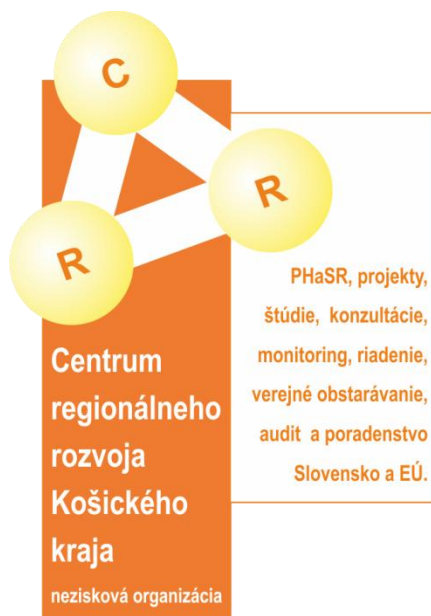 C
R
R
PHaSR, projekty,
štúdie, konzultácie,
monitoring, riadenie,
verejné obstarávanie,
audit a poradenstvo
Slovensko a EÚ.
Centrum
regionálneho
rozvoja
Košického
kraja
nezisková organizácia